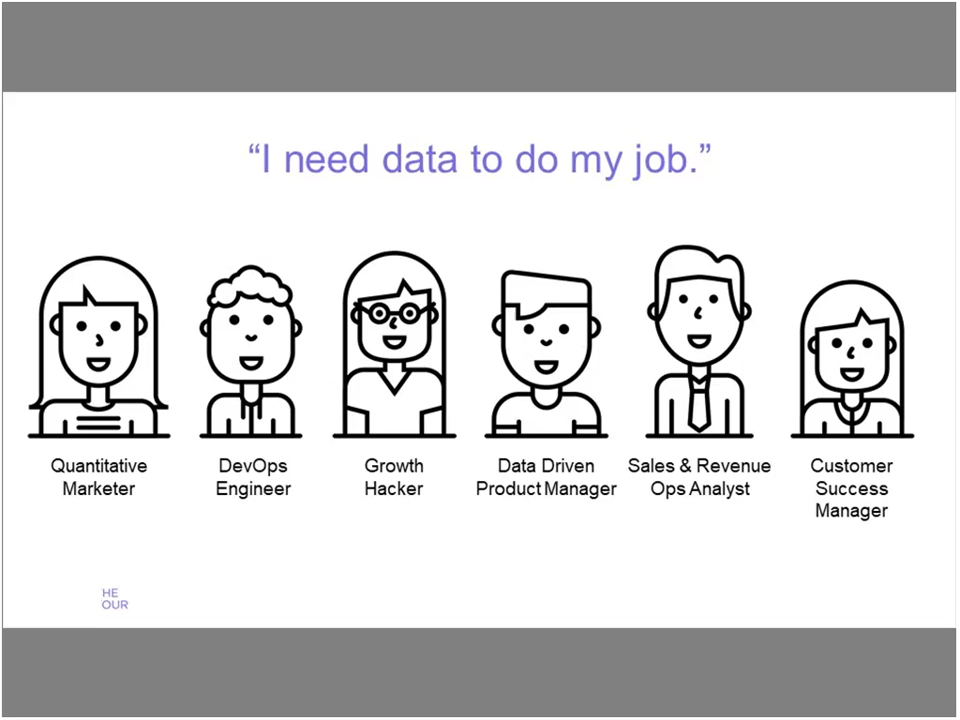 “I need data to do my job.”
Quantitative
Marketer
DevOps
Engineer
Growth
Hacker
Data Driven
Product Manager
Sales & Revenue
Ops Analyst
Customer
Success
Manager
HE
OUR